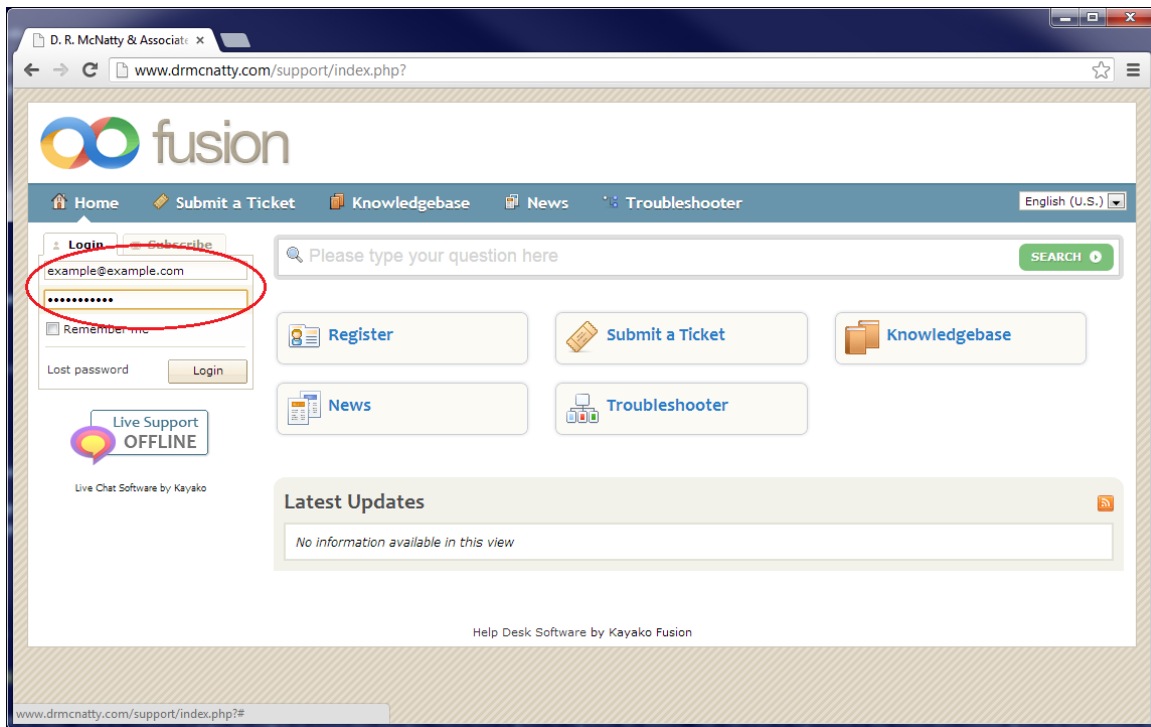 D. R. McNatty & Associate
www.drmcnatty.com/support/index.php?
fusion
Home Submit a Ticket Knowledgebase News Troubleshooter English (U.S.)
Login Subscribe
example@example.com
•••••••••••
Remember me
Lost password Login
Live Support
OFFLINE
Live Chat Software by Kayako
Please type your question here SEARCH
Register Submit a Ticket Knowledgebase
News Troubleshooter
Latest Updates
No information available in this view
Help Desk Software by Kayako Fusion
www.drmcnatty.com/support/index.php?#